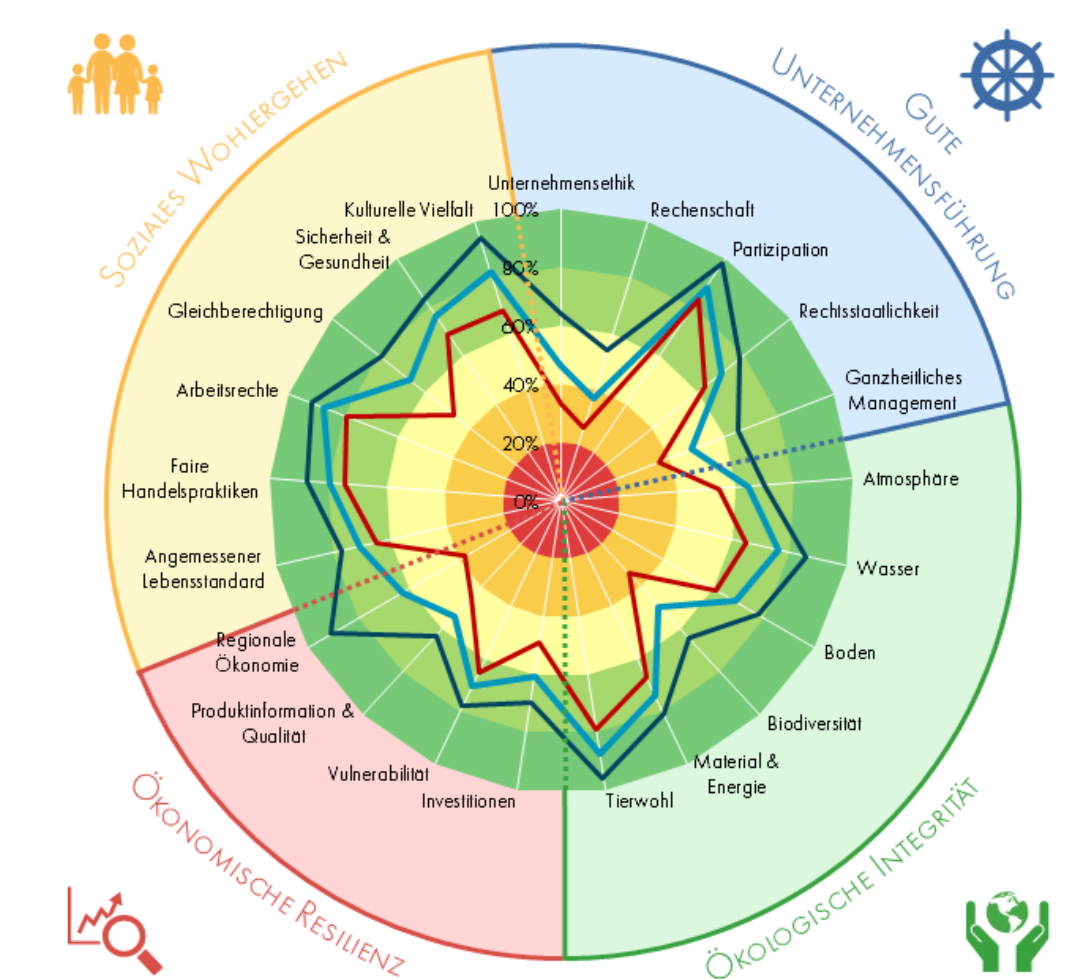 SOZIALES WOHLERGEHEN
GUTE
UNTERNEHMENSFÜHRUNG
Unternehmensethik
Kulturelle Vielfalt
100%
Rechenschaft
Sicherheit &
Gesundheit
Partizipation
80%
Gleichberechtigung
Rechtsstaatlichkeit
60%
Arbeitsrechte
40%
Ganzheitliches
Management
20%
Faire
Handelspraktiken
0%
Atmosphäre
Angemessener
Lebensstandard
Wasser
Regionale
Ökonomie
Boden
Produktinformation &
Qualität
Biodiversität
Vulnerabilität
Material &
Energie
Investitionen
Tierwohl
ÖKONOMISCHE RESILIENZ
ÖKOLOGISCHE INTEGRITÄT